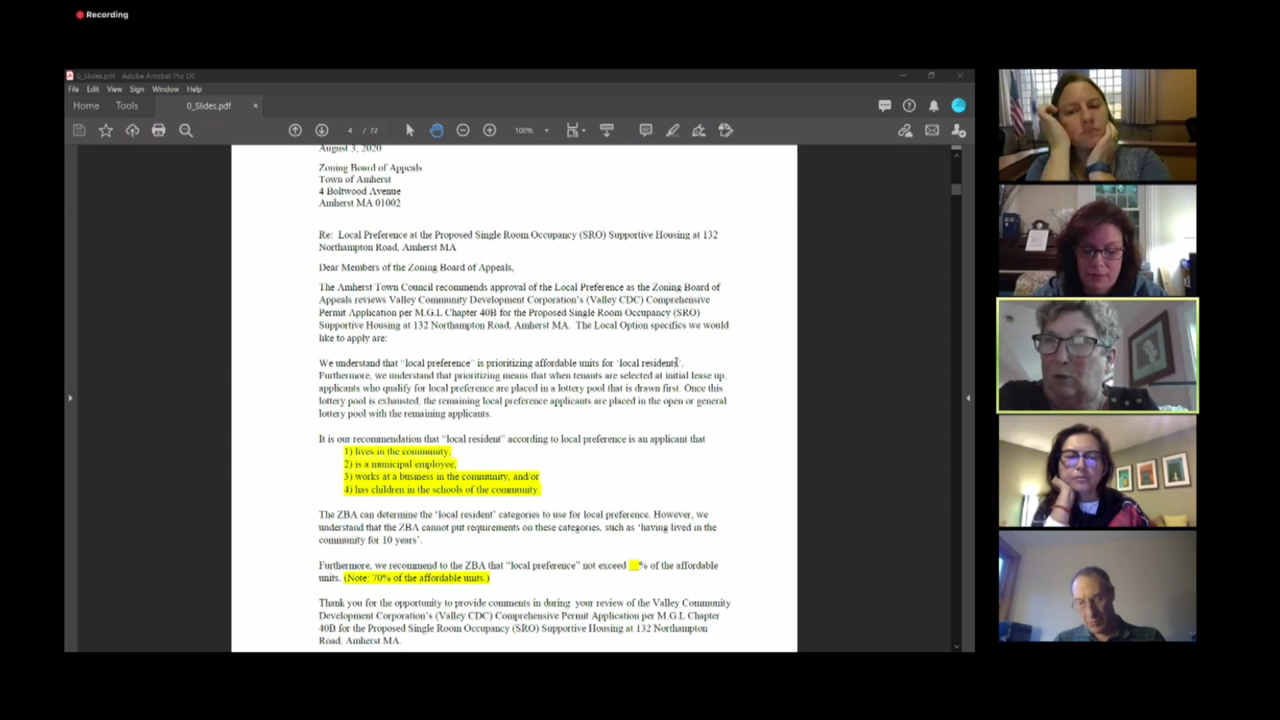 Recording
0_Slides.pdf - Adobe Acrobat Pro DC
File Edit View Sign Window Help
Home Tools 0_Slides.pdf ×
4 / 72 100%
August 3, 2020
Zoning Board of Appeals
Town of Amherst
4 Boltwood Avenue
Amherst MA 01002
Re: Local Preference at the Proposed Single Room Occupancy (SRO) Supportive Housing at 132
Northampton Road, Amherst MA
Dear Members of the Zoning Board of Appeals,
The Amherst Town Council recommends approval of the Local Preference as the Zoning Board of
Appeals reviews Valley Community Development Corporation's (Valley CDC) Comprehensive
Permit Application per M.G.L Chapter 40B for the Proposed Single Room Occupancy (SRO)
Supportive Housing at 132 Northampton Road, Amherst MA. The Local Option specifics we would
like to apply are:
We understand that "local preference" is prioritizing affordable units for 'local residents'.
Furthermore, we understand that prioritizing means that when tenants are selected at initial lease up,
applicants who qualify for local preference are placed in a lottery pool that is drawn first. Once this
lottery pool is exhausted, the remaining local preference applicants are placed in the open or general
lottery pool with the remaining applicants.
It is our recommendation that "local resident" according to local preference is an applicant that
1) lives in the community,
2) is a municipal employee,
3) works at a business in the community, and/or
4) has children in the schools of the community.
The ZBA can determine the 'local resident' categories to use for local preference. However, we
understand that the ZBA cannot put requirements on these categories, such as 'having lived in the
community for 10 years'.
Furthermore, we recommend to the ZBA that "local preference" not exceed __% of the affordable
units. (Note: 70% of the affordable units.)
Thank you for the opportunity to provide comments in during your review of the Valley Community
Development Corporation's (Valley CDC) Comprehensive Permit Application per M.G.L Chapter
40B for the Proposed Single Room Occupancy (SRO) Supportive Housing at 132 Northampton
Road, Amherst MA.